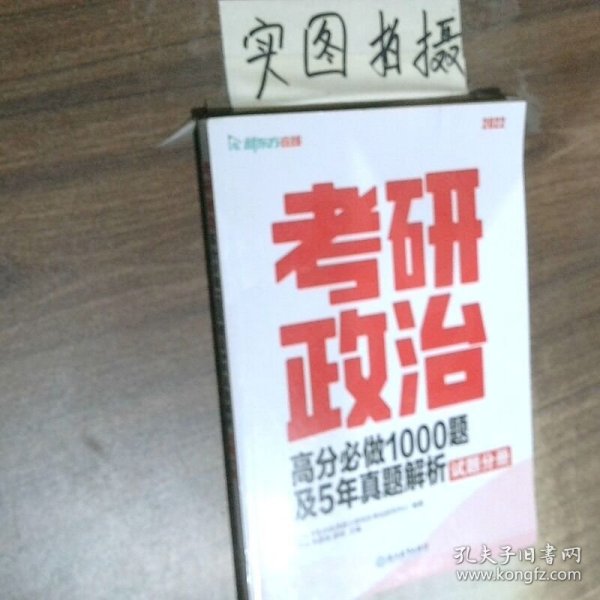 实图拍摄
在线
2022
考研
政治
高分必做1000题
及5年真题解析
试题分册
孔夫子旧书网
www.kongfz.com